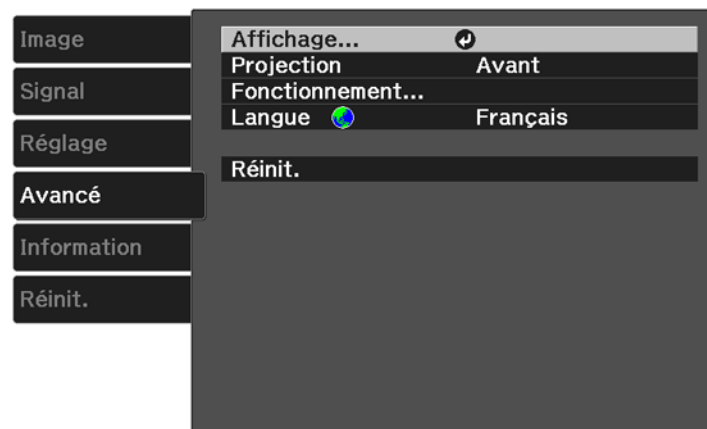 Image
Signal
Réglage
Avancé
Information
Réinit.
Affichage...
Projection Avant
Fonctionnement...
Langue Français
Réinit.